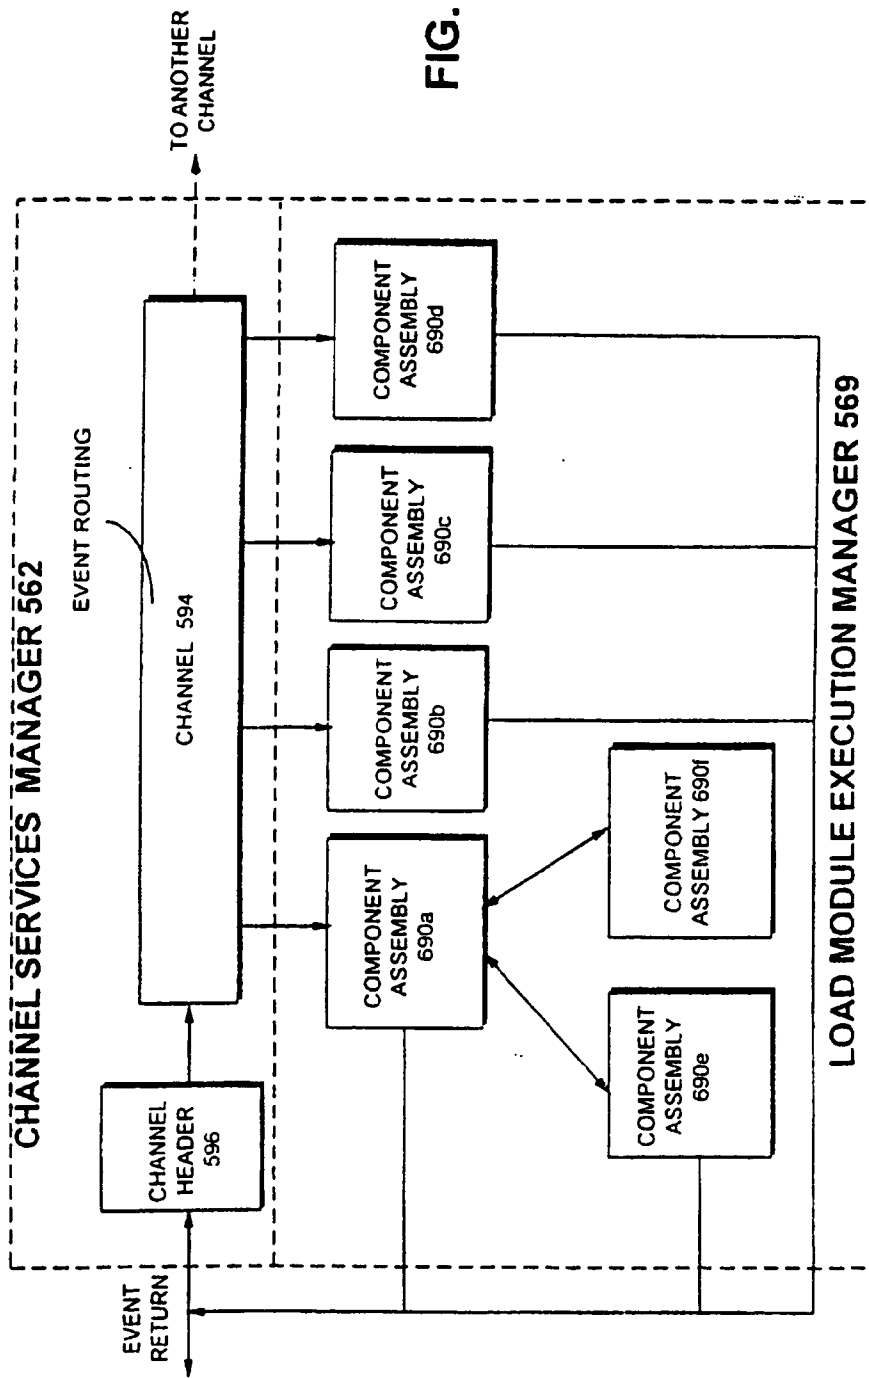 CHANNEL SERVICES MANAGER 562
EVENT ROUTING
TO ANOTHER
CHANNEL
EVENT
RETURN
CHANNEL
HEADER
596
CHANNEL 594
COMPONENT
ASSEMBLY
690a
COMPONENT
ASSEMBLY
690b
COMPONENT
ASSEMBLY
690c
COMPONENT
ASSEMBLY
690d
COMPONENT
ASSEMBLY
690e
COMPONENT
ASSEMBLY 690f
LOAD MODULE EXECUTION MANAGER 569
FIG.